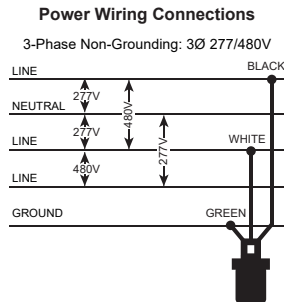 Power Wiring Connections
3-Phase Non-Grounding: 3Ø 277/480V
LINE
BLACK
277V
480V
NEUTRAL
277V
277V
LINE
WHITE
480V
LINE
GROUND
GREEN